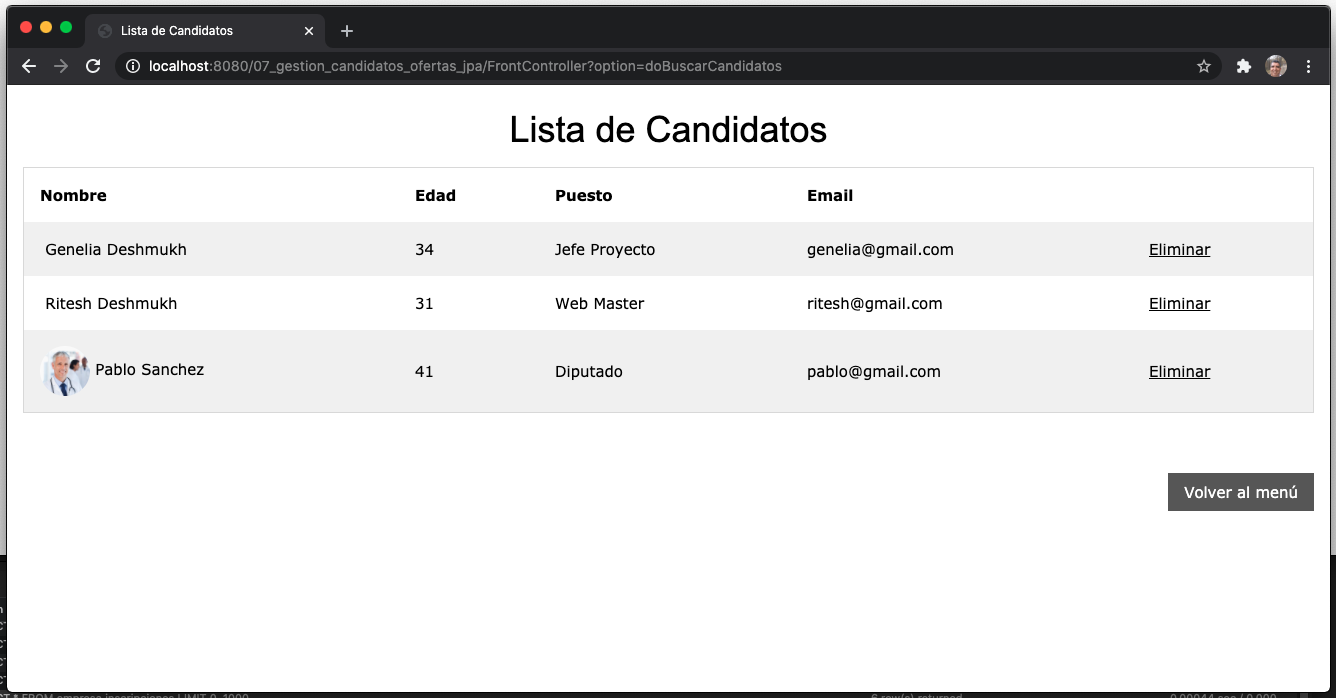 Lista de Candidatos
localhost:8080/07_gestion_candidatos_ofertas_jpa/FrontController?option=doBuscarCandidatos
Lista de Candidatos
Nombre Edad Puesto Email
Genelia Deshmukh 34 Jefe Proyecto genelia@gmail.com Eliminar
Ritesh Deshmukh 31 Web Master ritesh@gmail.com Eliminar
Pablo Sanchez 41 Diputado pablo@gmail.com Eliminar
Volver al menú